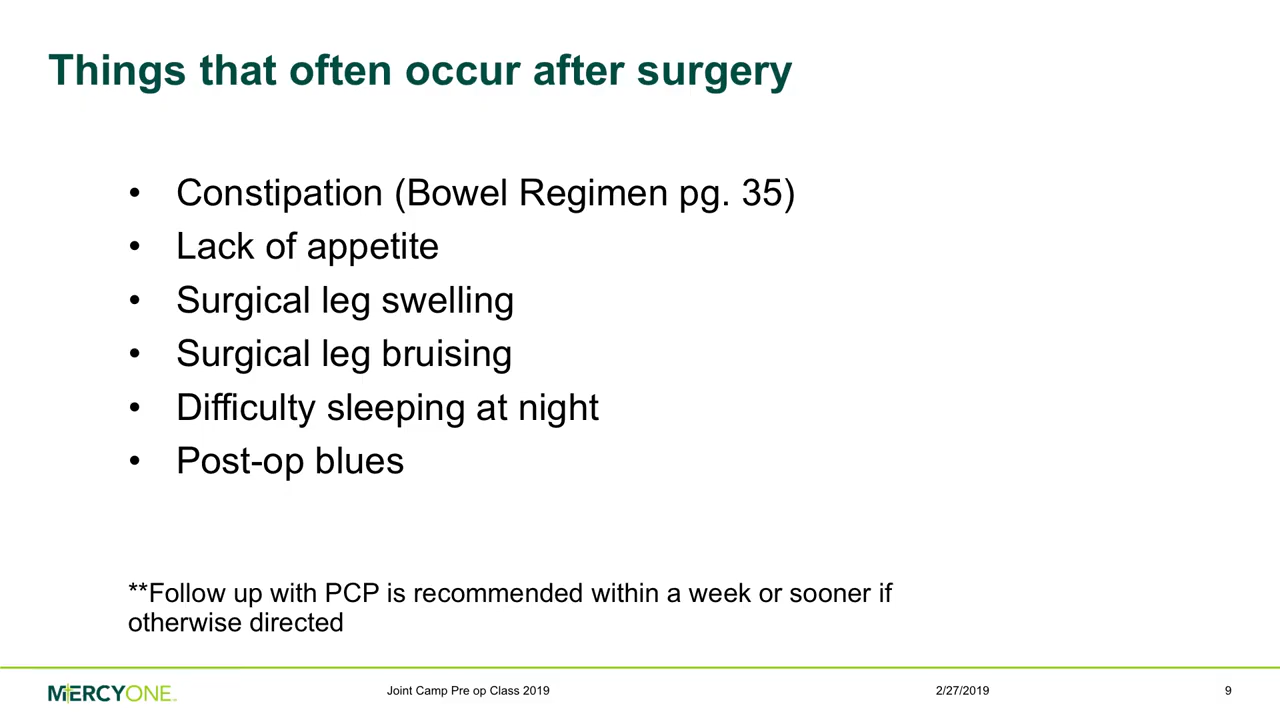 Things that often occur after surgery
• Constipation (Bowel Regimen pg. 35)
• Lack of appetite
• Surgical leg swelling
• Surgical leg bruising
• Difficulty sleeping at night
• Post-op blues
**Follow up with PCP is recommended within a week or sooner if
otherwise directed
MERCYONE
Joint Camp Pre op Class 2019
2/27/2019
9